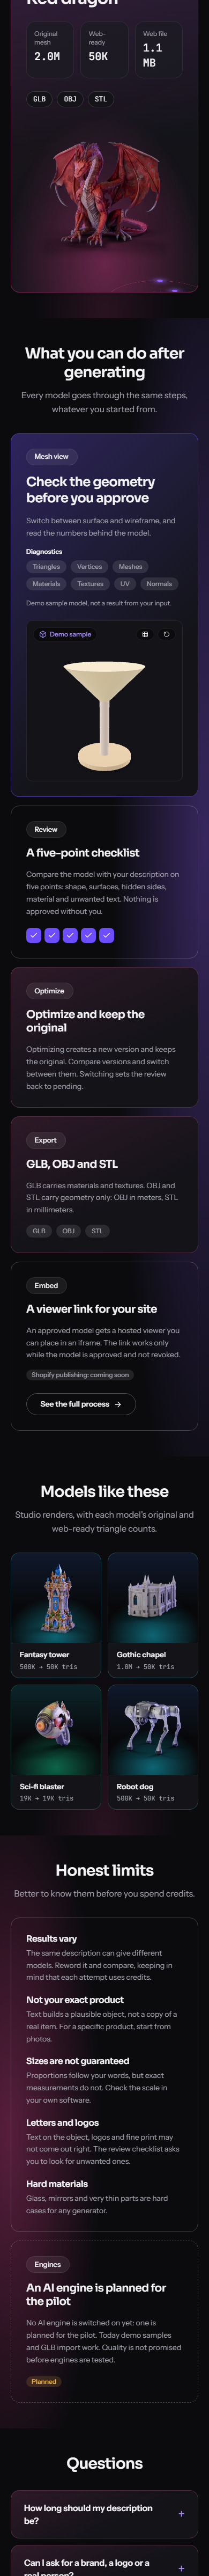 Red dragon
Original
mesh
2.0M
Web-
ready
50K
Web file
1.1
MB
GLB
OBJ
STL
What you can do after
generating
Every model goes through the same steps,
whatever you started from.
Mesh view
Check the geometry
before you approve
Switch between surface and wireframe, and
read the numbers behind the model.
Diagnostics
Triangles
Vertices
Meshes
Materials
Textures
UV
Normals
Demo sample model, not a result from your input.
Demo sample
Review
A five-point checklist
Compare the model with your description on
five points: shape, surfaces, hidden sides,
material and unwanted text. Nothing is
approved without you.
Optimize
Optimize and keep the
original
Optimizing creates a new version and keeps
the original. Compare versions and switch
between them. Switching sets the review
back to pending.
Export
GLB, OBJ and STL
GLB carries materials and textures. OBJ and
STL carry geometry only: OBJ in meters, STL
in millimeters.
GLB
OBJ
STL
Embed
A viewer link for your site
An approved model gets a hosted viewer you
can place in an iframe. The link works only
while the model is approved and not revoked.
Shopify publishing: coming soon
See the full process →
Models like these
Studio renders, with each model's original and
web-ready triangle counts.
Fantasy tower
500K → 50K tris
Gothic chapel
1.0M → 50K tris
Sci-fi blaster
19K → 19K tris
Robot dog
500K → 50K tris
Honest limits
Better to know them before you spend credits.
Results vary
The same description can give different
models. Reword it and compare, keeping in
mind that each attempt uses credits.
Not your exact product
Text builds a plausible object, not a copy of a
real item. For a specific product, start from
photos.
Sizes are not guaranteed
Proportions follow your words, but exact
measurements do not. Check the scale in
your own software.
Letters and logos
Text on the object, logos and fine print may
not come out right. The review checklist asks
you to look for unwanted ones.
Hard materials
Glass, mirrors and very thin parts are hard
cases for any generator.
Engines
An AI engine is planned for
the pilot
No AI engine is switched on yet: one is
planned for the pilot. Today demo samples
and GLB import work. Quality is not promised
before engines are tested.
Planned
Questions
How long should my description
be?
+
Can I ask for a brand, a logo or a
real person?
+